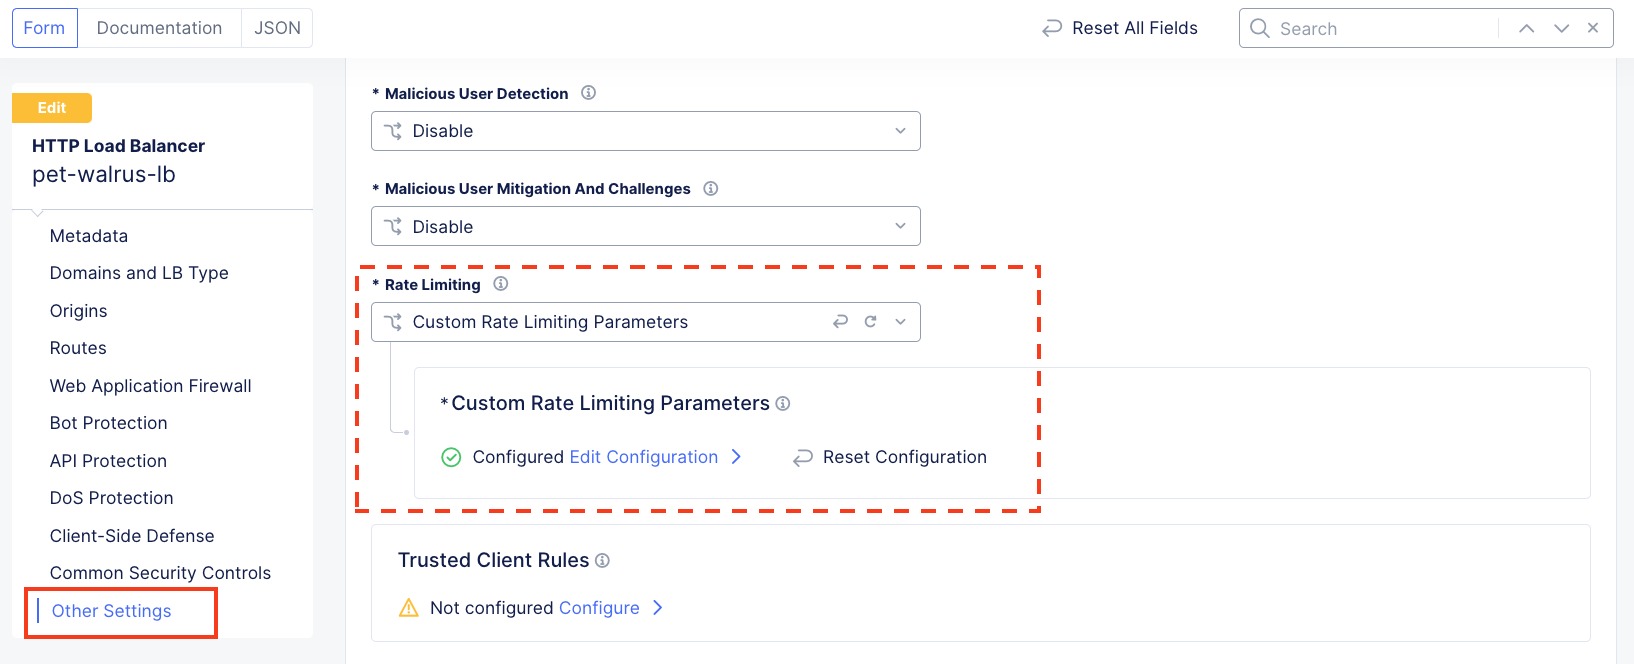 Form Documentation JSON Reset All Fields Search
Edit
HTTP Load Balancer
pet-walrus-lb
Metadata
Domains and LB Type
Origins
Routes
Web Application Firewall
Bot Protection
API Protection
DoS Protection
Client-Side Defense
Common Security Controls
Other Settings
* Malicious User Detection
Disable
* Malicious User Mitigation And Challenges
Disable
* Rate Limiting
Custom Rate Limiting Parameters
* Custom Rate Limiting Parameters
Configured Edit Configuration Reset Configuration
Trusted Client Rules
Not configured Configure